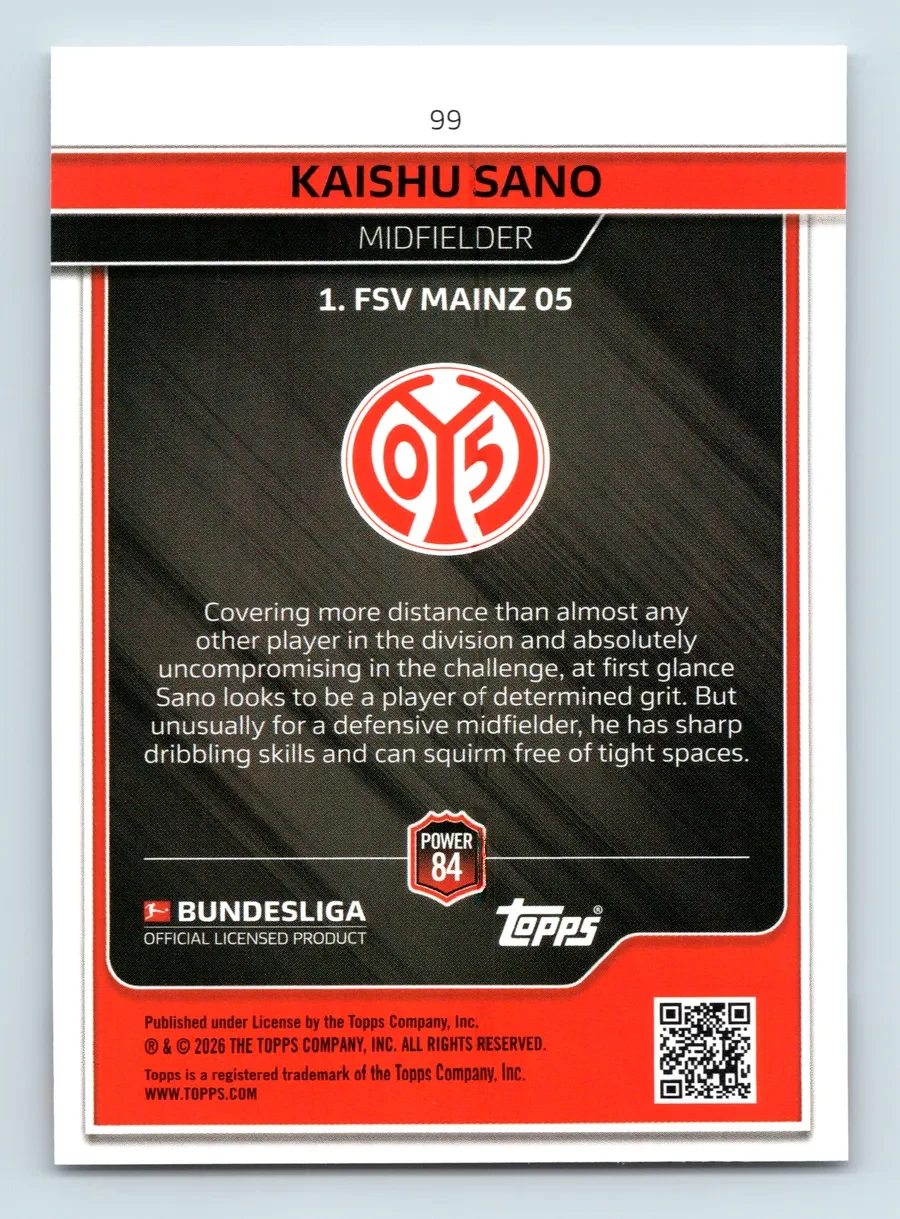 99
KAISHU SANO
MIDFIELDER
1. FSV MAINZ 05
05
Covering more distance than almost any
other player in the division and absolutely
uncompromising in the challenge, at first glance
Sano looks to be a player of determined grit. But
unusually for a defensive midfielder, he has sharp
dribbling skills and can squirm free of tight spaces.
POWER
84
BUNDESLIGA
OFFICIAL LICENSED PRODUCT
topps®
Published under License by the Topps Company, Inc.
® & © 2026 THE TOPPS COMPANY, INC. ALL RIGHTS RESERVED.
Topps is a registered trademark of the Topps Company, Inc.
WWW.TOPPS.COM